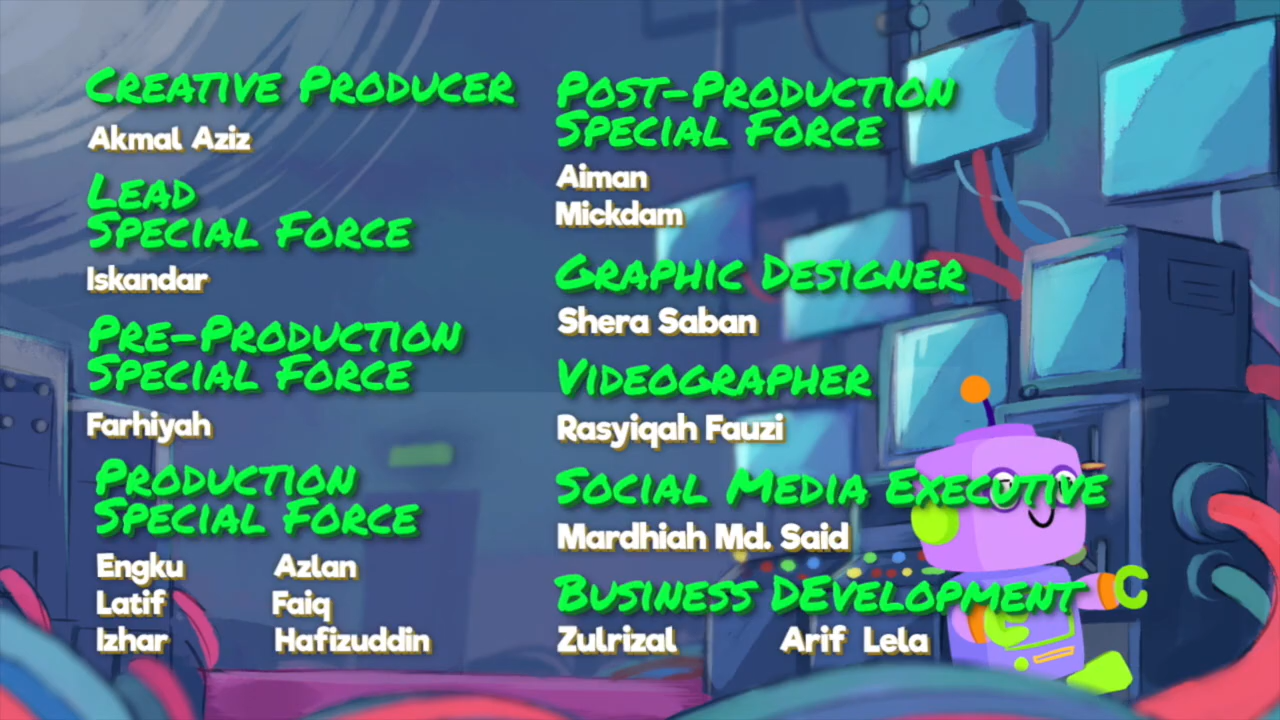 Creative Producer
Akmal Aziz
Lead
Special Force
Iskandar
Pre-Production
Special Force
Farhiyah
Production
Special Force
Engku Azlan
Latif Faiq
Izhar Hafizuddin
Post-Production
Special Force
Aiman
Mickdam
Graphic Designer
Shera Saban
Videographer
Rasyiqah Fauzi
Social Media Executive
Mardhiah Md. Said
Business DEvelopment
Zulrizal Arif Lela